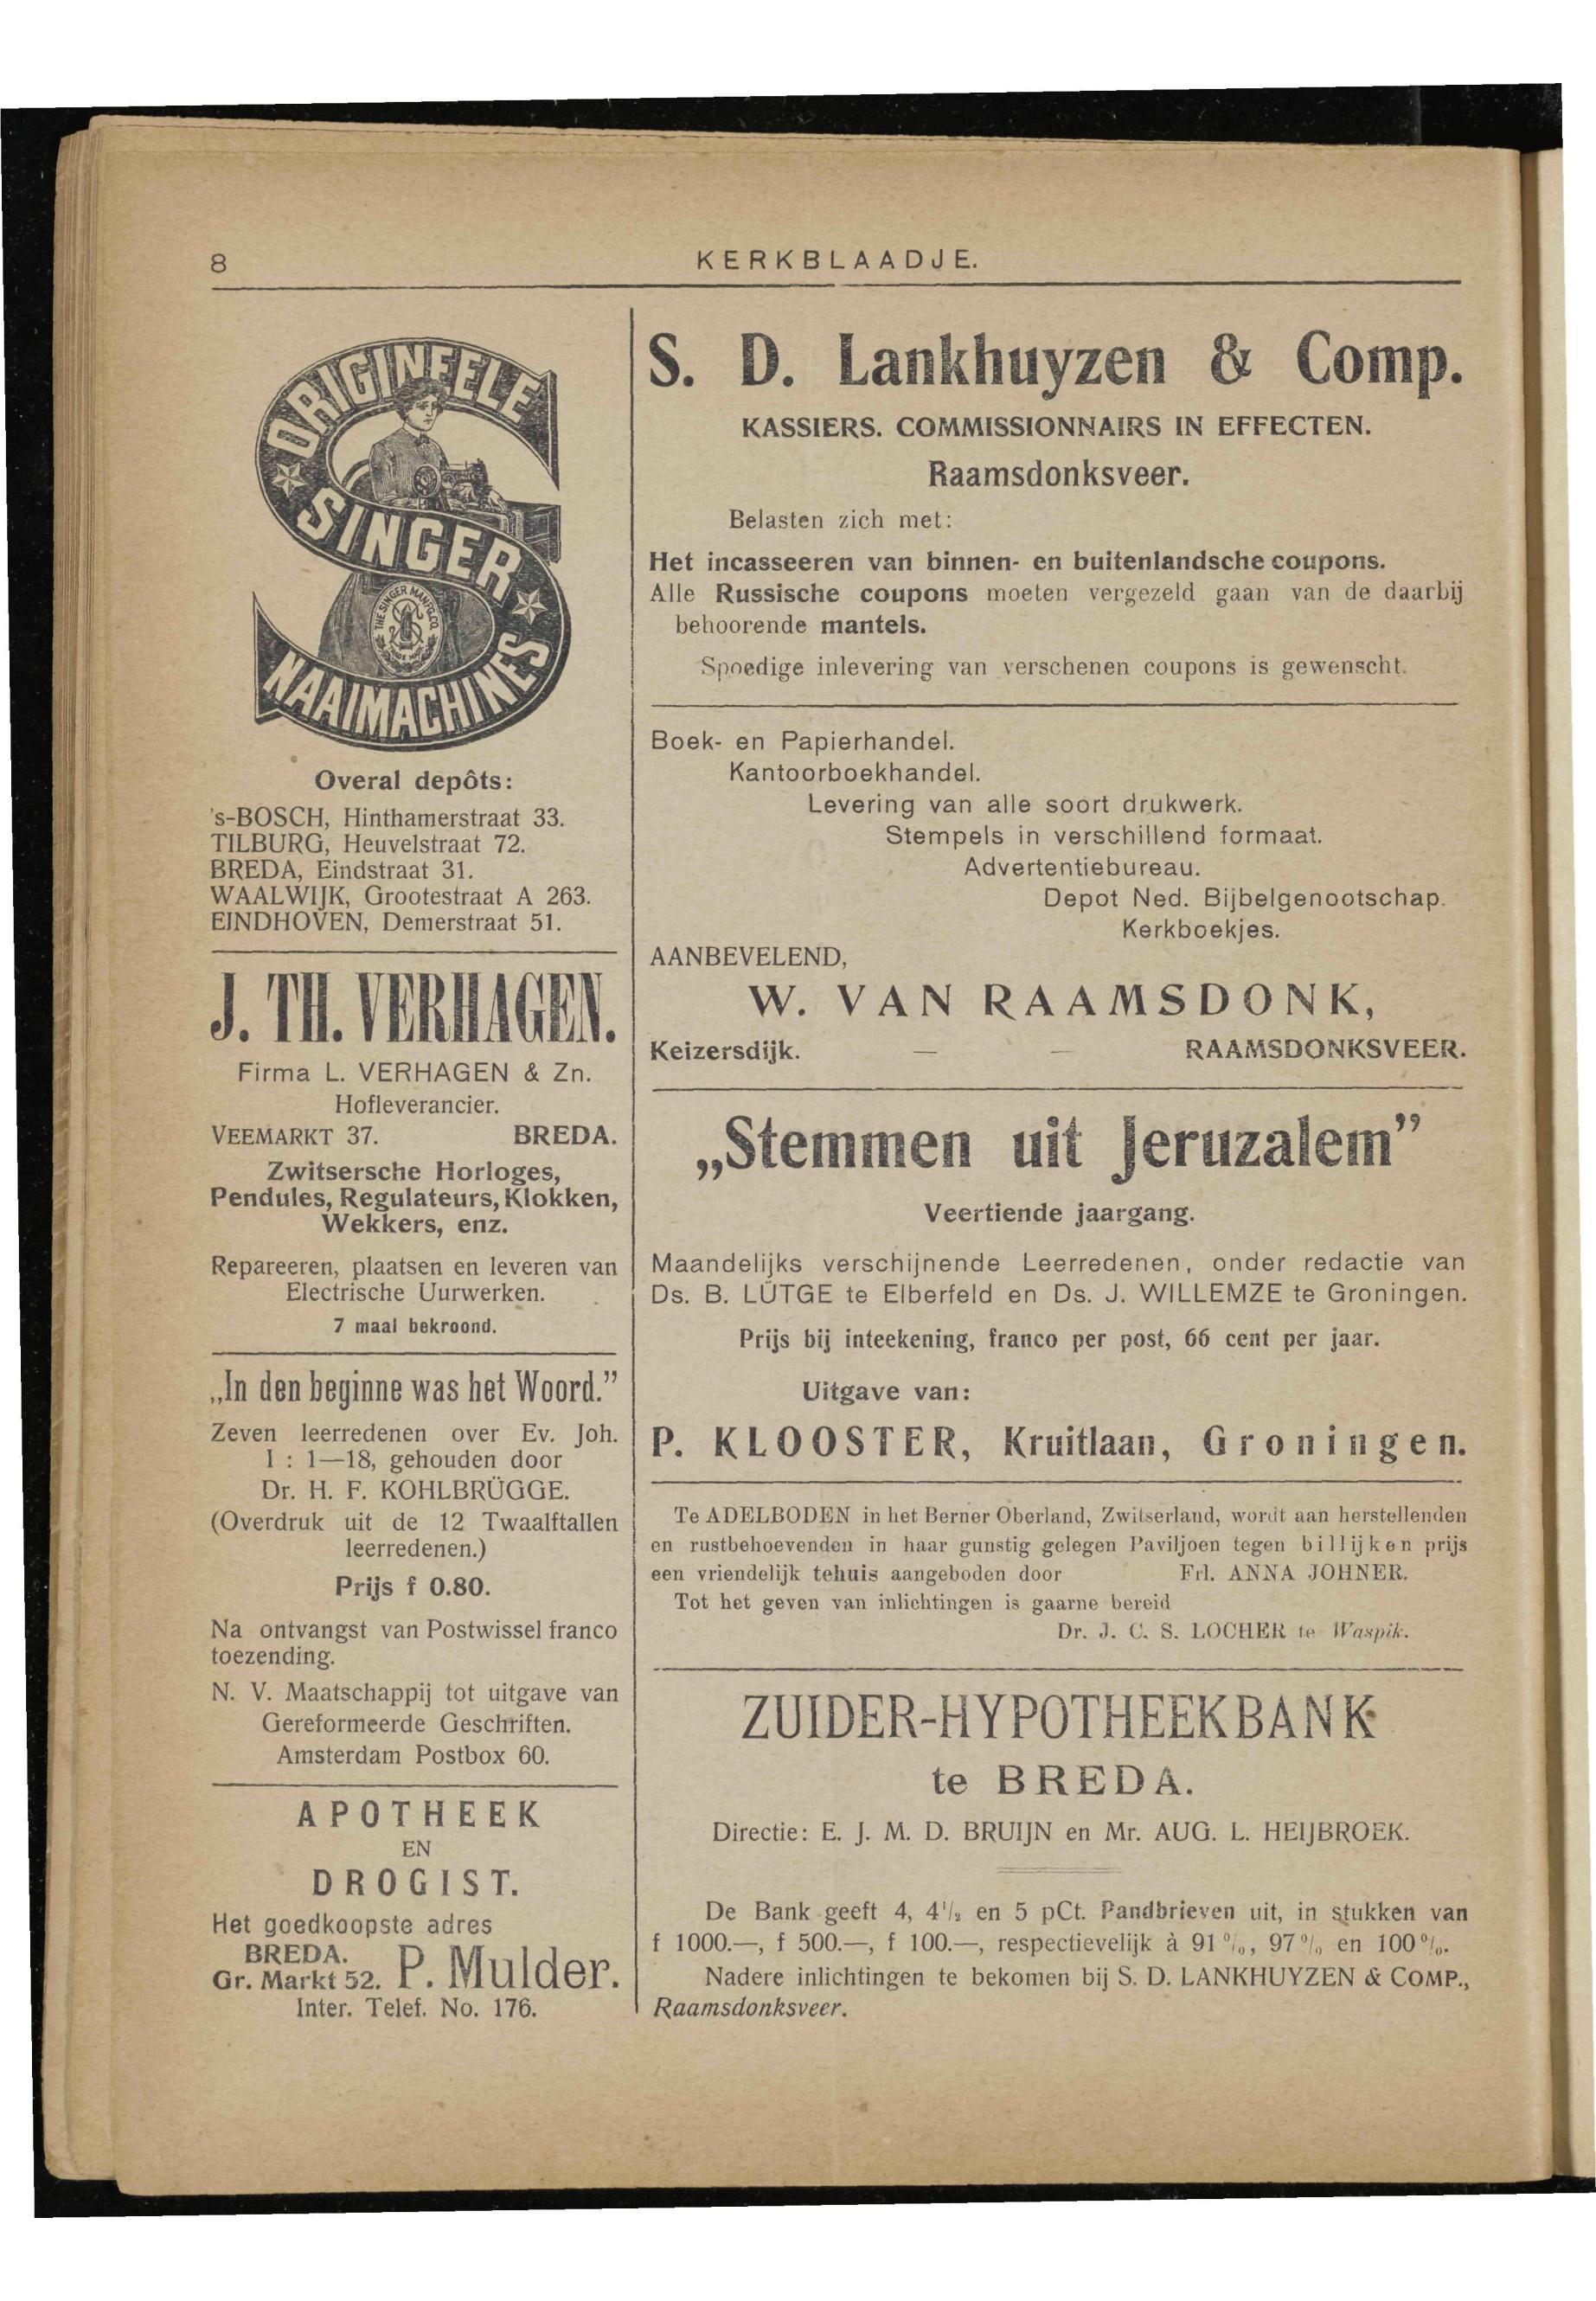 8
KERKBLAADJE.
ORIGINEELE
SINGER
THE SINGER MANFG CO.
TRADE MARK
NAAIMACHINES
Overal depôts:
's-BOSCH, Hinthamerstraat 33.
TILBURG, Heuvelstraat 72.
BREDA, Eindstraat 31.
WAALWIJK, Grootestraat A 263.
EINDHOVEN, Demerstraat 51.
J. TH. VERHAGEN.
Firma L. VERHAGEN & Zn.
Hofleverancier.
VEEMARKT 37. BREDA.
Zwitsersche Horloges,
Pendules, Regulateurs, Klokken,
Wekkers, enz.
Repareeren, plaatsen en leveren van
Electrische Uurwerken.
7 maal bekroond.
„In den beginne was het Woord.”
Zeven leerredenen over Ev. Joh.
1 : 1—18, gehouden door
Dr. H. F. KOHLBRÜGGE.
(Overdruk uit de 12 Twaalftallen
leerredenen.)
Prijs f 0.80.
Na ontvangst van Postwissel franco
toezending.
N. V. Maatschappij tot uitgave van
Gereformeerde Geschriften.
Amsterdam Postbox 60.
APOTHEEK
EN
DROGIST.
Het goedkoopste adres
BREDA.
Gr. Markt 52. P. Mulder.
Inter. Telef. No. 176.
S. D. Lankhuyzen & Comp.
KASSIERS. COMMISSIONNAIRS IN EFFECTEN.
Raamsdonksveer.
Belasten zich met:
Het incasseeren van binnen- en buitenlandsche coupons.
Alle Russische coupons moeten vergezeld gaan van de daarbij
behoorende mantels.
Spoedige inlevering van verschenen coupons is gewenscht.
Boek- en Papierhandel.
Kantoorboekhandel.
Levering van alle soort drukwerk.
Stempels in verschillend formaat.
Advertentiebureau.
Depot Ned. Bijbelgenootschap.
Kerkboekjes.
AANBEVELEND,
W. VAN RAAMSDONK,
Keizersdijk. — — RAAMSDONKSVEER.
„Stemmen uit Jeruzalem”
Veertiende jaargang.
Maandelijks verschijnende Leerredenen, onder redactie van
Ds. B. LÜTGE te Elberfeld en Ds. J. WILLEMZE te Groningen.
Prijs bij inteekening, franco per post, 66 cent per jaar.
Uitgave van:
P. KLOOSTER, Kruitlaan, Groningen.
Te ADELBODEN in het Berner Oberland, Zwitserland, wordt aan herstellenden
en rustbehoevenden in haar gunstig gelegen Paviljoen tegen billijken prijs
een vriendelijk tehuis aangeboden door Frl. ANNA JOHNER.
Tot het geven van inlichtingen is gaarne bereid
Dr. J. C. S. LOCHER te Waspik.
ZUIDER-HYPOTHEEKBANK
te BREDA.
Directie: E. J. M. D. BRUIJN en Mr. AUG. L. HEIJBROEK.
De Bank geeft 4, 4½ en 5 pCt. Pandbrieven uit, in stukken van
f 1000.—, f 500.—, f 100.—, respectievelijk à 91 %, 97 % en 100 %.
Nadere inlichtingen te bekomen bij S. D. LANKHUYZEN & COMP.,
Raamsdonksveer.